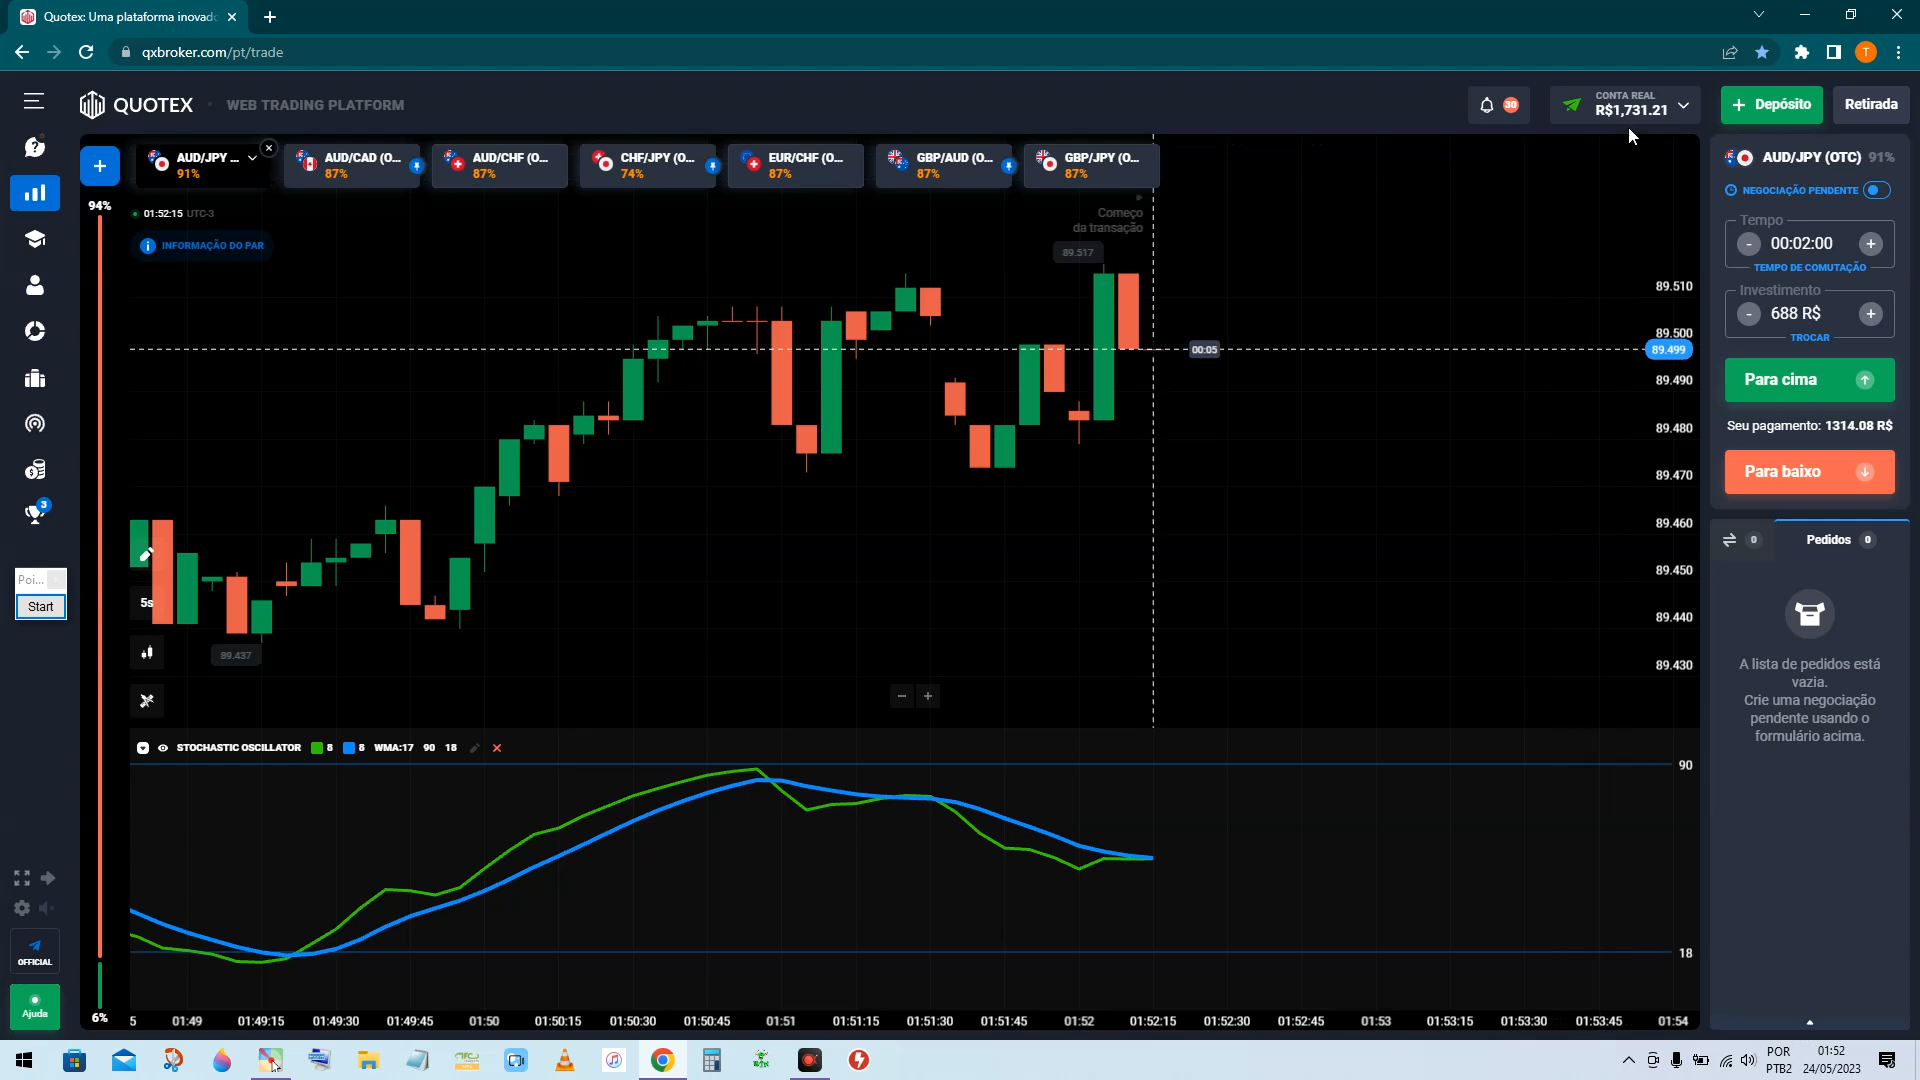 Quotex: Uma plataforma inovado
qxbroker.com/pt/trade
QUOTEX
WEB TRADING PLATFORM
30
CONTA REAL
R$1,731.21
Depósito
Retirada
AUD/JPY ...
91%
AUD/CAD (O...
87%
AUD/CHF (O...
87%
CHF/JPY (O...
74%
EUR/CHF (O...
87%
GBP/AUD (O...
87%
GBP/JPY (O...
87%
AUD/JPY (OTC) 91%
NEGOCIAÇÃO PENDENTE
Tempo
- 00:02:00 +
TEMPO DE COMUTAÇÃO
Investimento
- 688 R$ +
TROCAR
Para cima
Seu pagamento: 1314.08 R$
Para baixo
0
Pedidos 0
A lista de pedidos está
vazia.
Crie uma negociação
pendente usando o
formulário acima.
94%
01:52:15 UTC-3
INFORMAÇÃO DO PAR
Começo
da transação
89.517
89.510
89.500
89.499
00:05
89.490
89.480
89.470
89.460
89.450
89.440
89.430
5s
89.437
3
Poi...
Start
STOCHASTIC OSCILLATOR 8 8 WMA:17 90 18
90
18
OFFICIAL
Ajuda
6%
5 01:49 01:49:15 01:49:30 01:49:45 01:50 01:50:15 01:50:30 01:50:45 01:51 01:51:15 01:51:30 01:51:45 01:52 01:52:15 01:52:30 01:52:45 01:53 01:53:15 01:53:30 01:53:45 01:54
POR
PTB2
01:52
24/05/2023